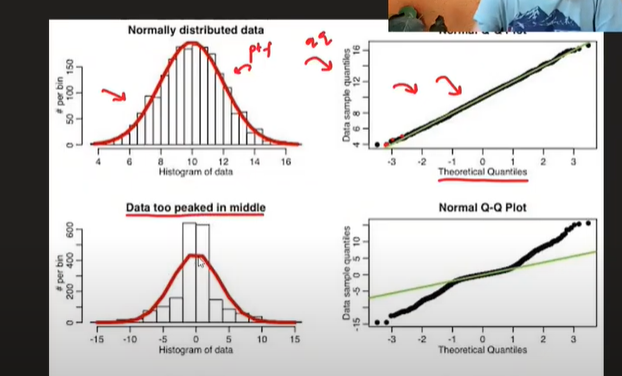 Normally distributed data
# per bin
0 50 100 150
4 6 8 10 12 14 16
Histogram of data
pdf
qq
Normal Q-Q Plot
Data sample quantiles
4 6 8 12 16
-3 -2 -1 0 1 2 3
Theoretical Quantiles
Data too peaked in middle
# per bin
0 200 400 600
-15 -10 -5 0 5 10 15
Histogram of data
Normal Q-Q Plot
Data sample quantiles
-15 -5 0 5 10
-3 -2 -1 0 1 2 3
Theoretical Quantiles